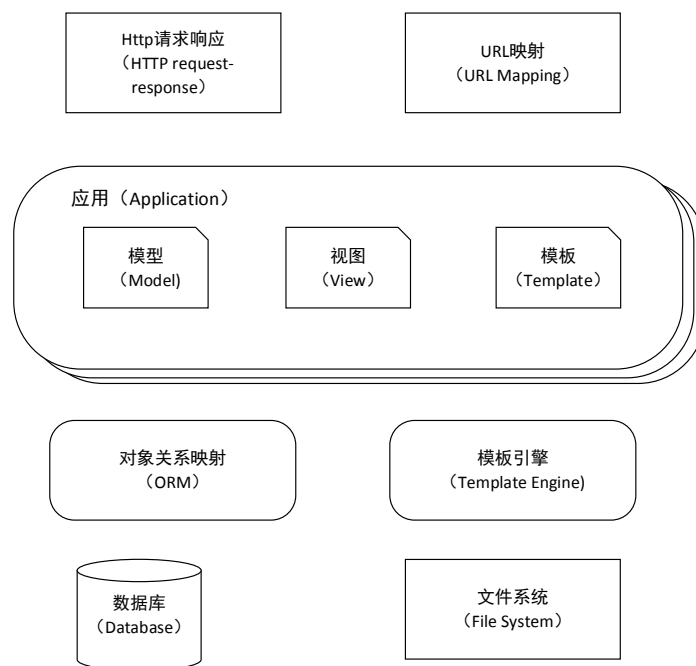 Http请求响应
（HTTP request-
response）
URL映射
（URL Mapping）
应用（Application）
模型
（Model)
视图
（View）
模板
（Template）
对象关系映射
（ORM）
模板引擎
（Template Engine)
数据库
（Database）
文件系统
（File System）